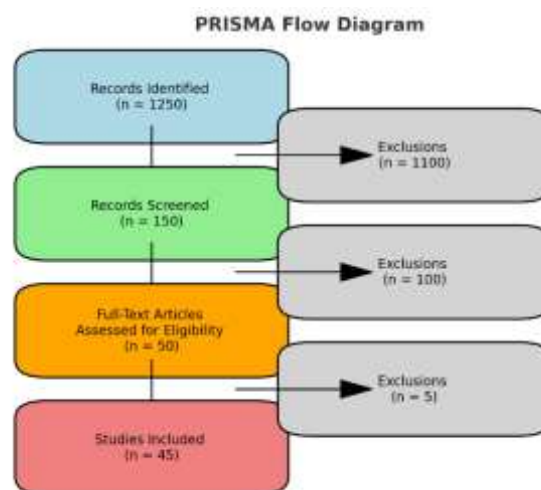 PRISMA Flow Diagram
Records Identified
(n = 1250)
Exclusions
(n = 1100)
Records Screened
(n = 150)
Exclusions
(n = 100)
Full-Text Articles
Assessed for Eligibility
(n = 50)
Exclusions
(n = 5)
Studies Included
(n = 45)